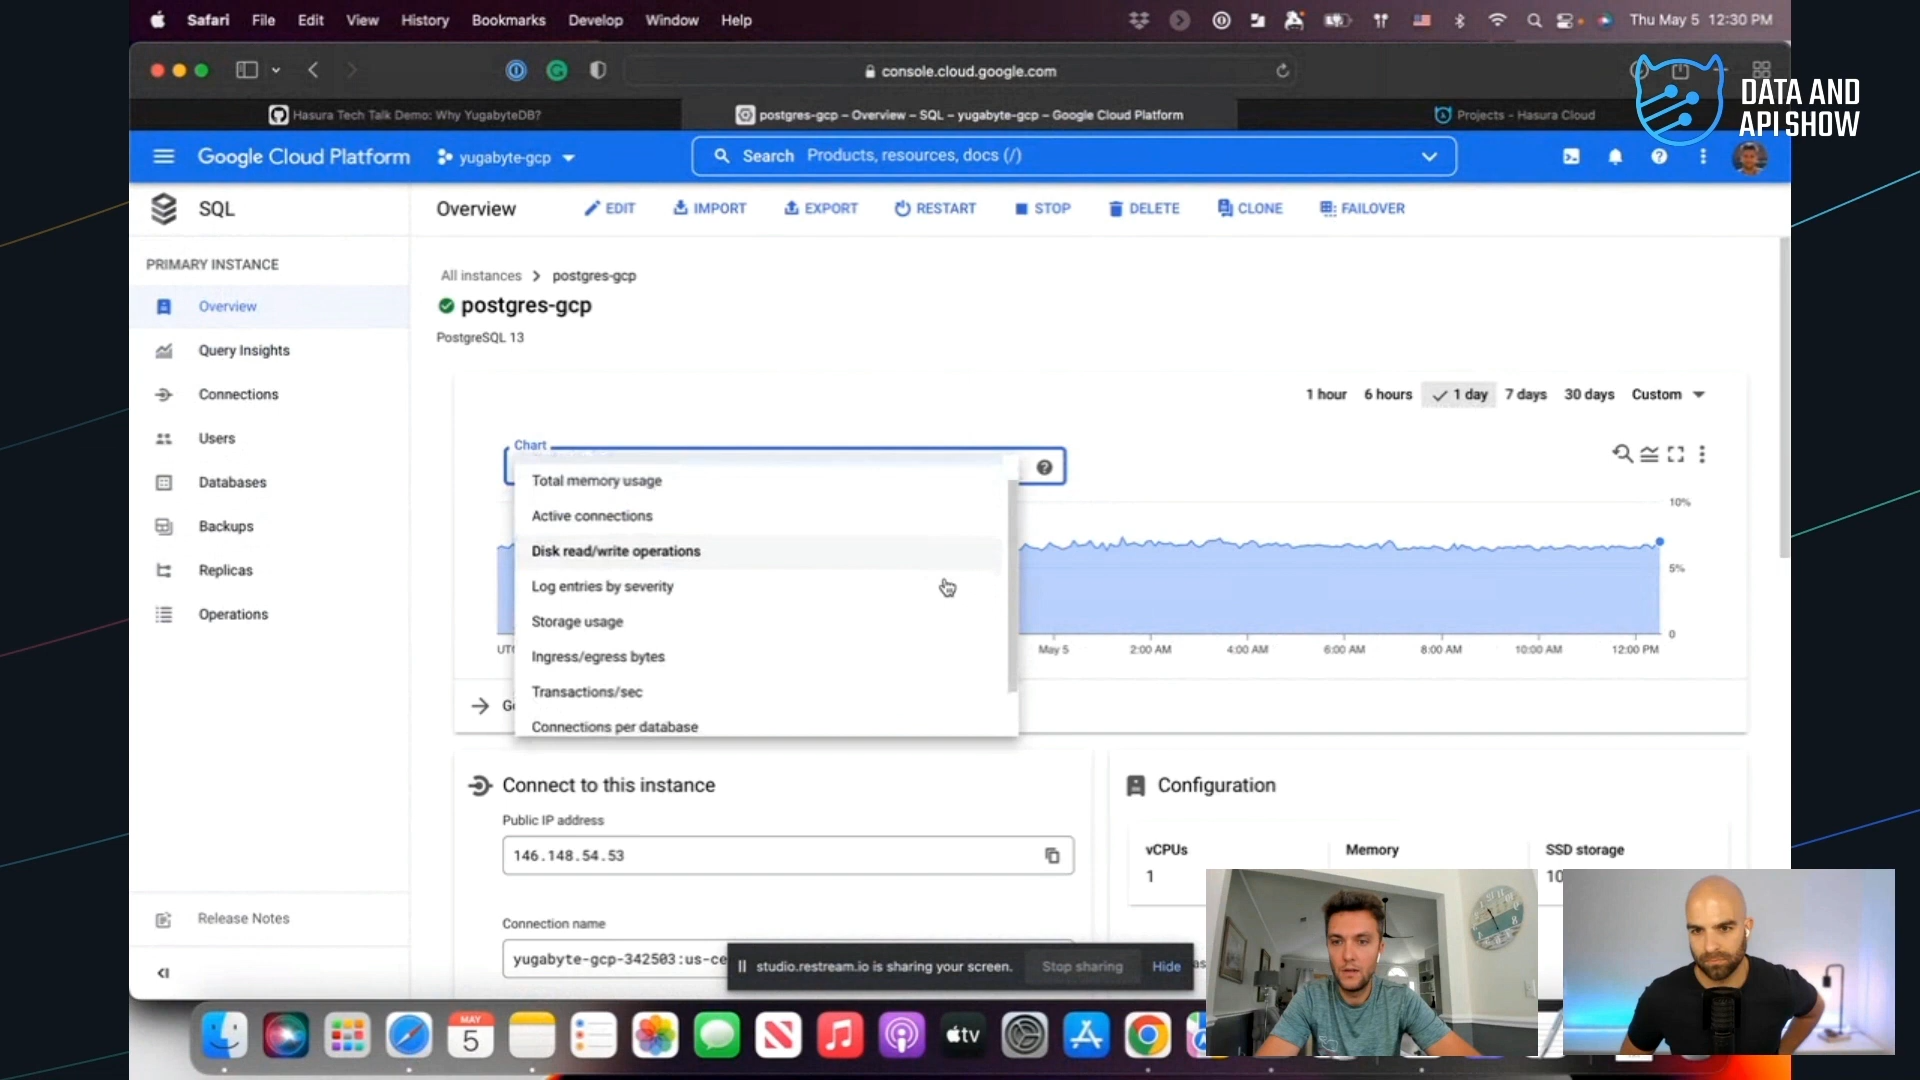 Safari File Edit View History Bookmarks Develop Window Help Thu May 5 12:30 PM
console.cloud.google.com
DATA AND
API SHOW
Hasura Tech Talk Demo: Why YugabyteDB? postgres-gcp – Overview – SQL – yugabyte-gcp – Google Cloud Platform Projects - Hasura Cloud
Google Cloud Platform yugabyte-gcp Search Products, resources, docs (/)
SQL Overview EDIT IMPORT EXPORT RESTART STOP DELETE CLONE FAILOVER
PRIMARY INSTANCE
Overview
Query Insights
Connections
Users
Databases
Backups
Replicas
Operations
Release Notes
All instances > postgres-gcp
postgres-gcp
PostgreSQL 13
1 hour 6 hours 1 day 7 days 30 days Custom
Chart
Total memory usage
Active connections
Disk read/write operations
Log entries by severity
Storage usage
Ingress/egress bytes
Transactions/sec
Connections per database
10%
5%
0
May 5 2:00 AM 4:00 AM 6:00 AM 8:00 AM 10:00 AM 12:00 PM
Connect to this instance
Public IP address
146.148.54.53
Connection name
yugabyte-gcp-342503:us-ce
Configuration
vCPUs Memory SSD storage
1 10
studio.restream.io is sharing your screen. Stop sharing Hide
MAY
5
tv